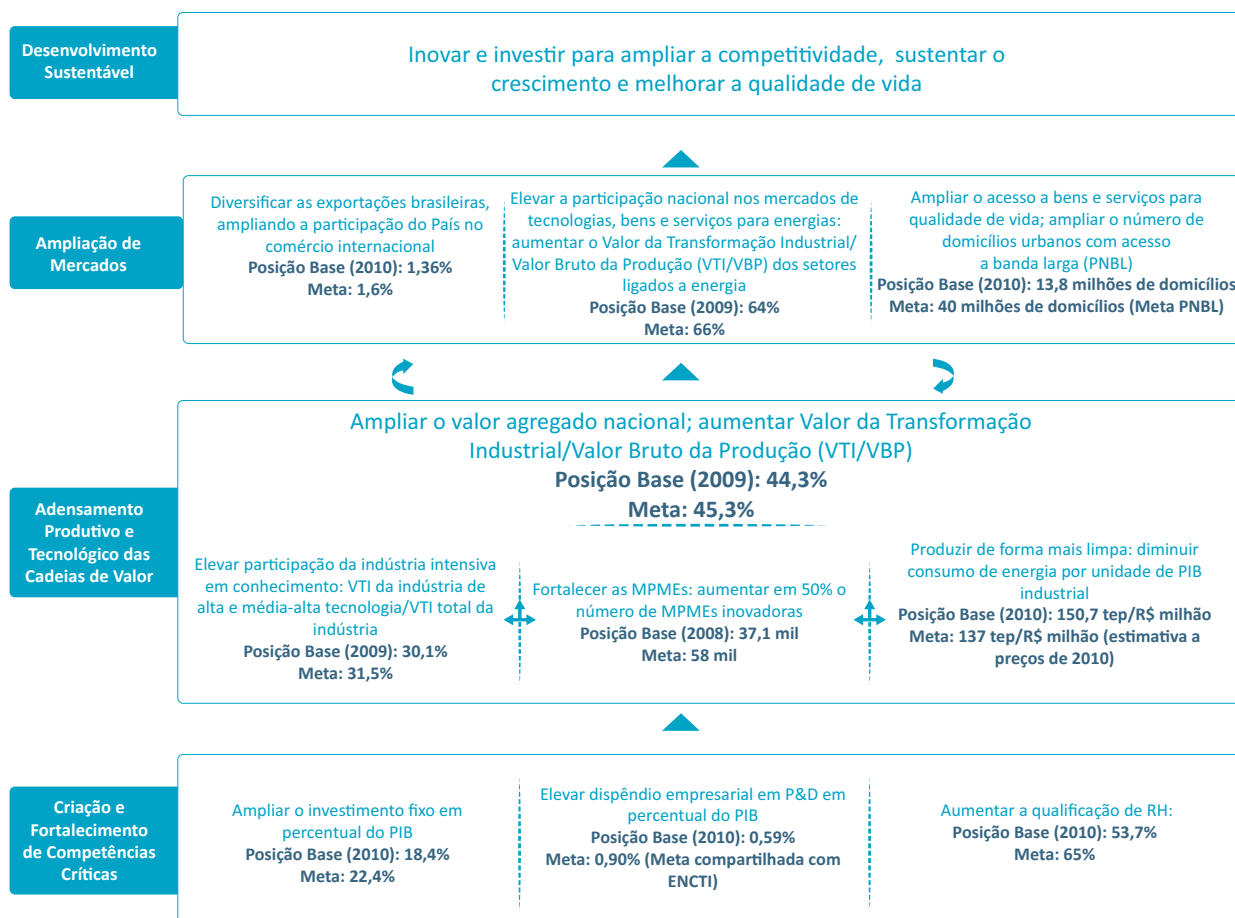 Desenvolvimento
Sustentável
Inovar e investir para ampliar a competitividade, sustentar o
crescimento e melhorar a qualidade de vida
Ampliação de
Mercados
Diversificar as exportações brasileiras,
ampliando a participação do País no
comércio internacional
Posição Base (2010): 1,36%
Meta: 1,6%
Elevar a participação nacional nos mercados de
tecnologias, bens e serviços para energias:
aumentar o Valor da Transformação Industrial/
Valor Bruto da Produção (VTI/VBP) dos setores
ligados a energia
Posição Base (2009): 64%
Meta: 66%
Ampliar o acesso a bens e serviços para
qualidade de vida; ampliar o número de
domicílios urbanos com acesso
a banda larga (PNBL)
Posição Base (2010): 13,8 milhões de domicílios
Meta: 40 milhões de domicílios (Meta PNBL)
Adensamento
Produtivo e
Tecnológico das
Cadeias de Valor
Ampliar o valor agregado nacional; aumentar Valor da Transformação
Industrial/Valor Bruto da Produção (VTI/VBP)
Posição Base (2009): 44,3%
Meta: 45,3%
Elevar participação da indústria intensiva
em conhecimento: VTI da indústria de
alta e média-alta tecnologia/VTI total da
indústria
Posição Base (2009): 30,1%
Meta: 31,5%
Fortalecer as MPMEs: aumentar em 50% o
número de MPMEs inovadoras
Posição Base (2008): 37,1 mil
Meta: 58 mil
Produzir de forma mais limpa: diminuir
consumo de energia por unidade de PIB
industrial
Posição Base (2010): 150,7 tep/R$ milhão
Meta: 137 tep/R$ milhão (estimativa a
preços de 2010)
Criação e
Fortalecimento
de Competências
Críticas
Ampliar o investimento fixo em
percentual do PIB
Posição Base (2010): 18,4%
Meta: 22,4%
Elevar dispêndio empresarial em P&D em
percentual do PIB
Posição Base (2010): 0,59%
Meta: 0,90% (Meta compartilhada com
ENCTI)
Aumentar a qualificação de RH:
Posição Base (2010): 53,7%
Meta: 65%